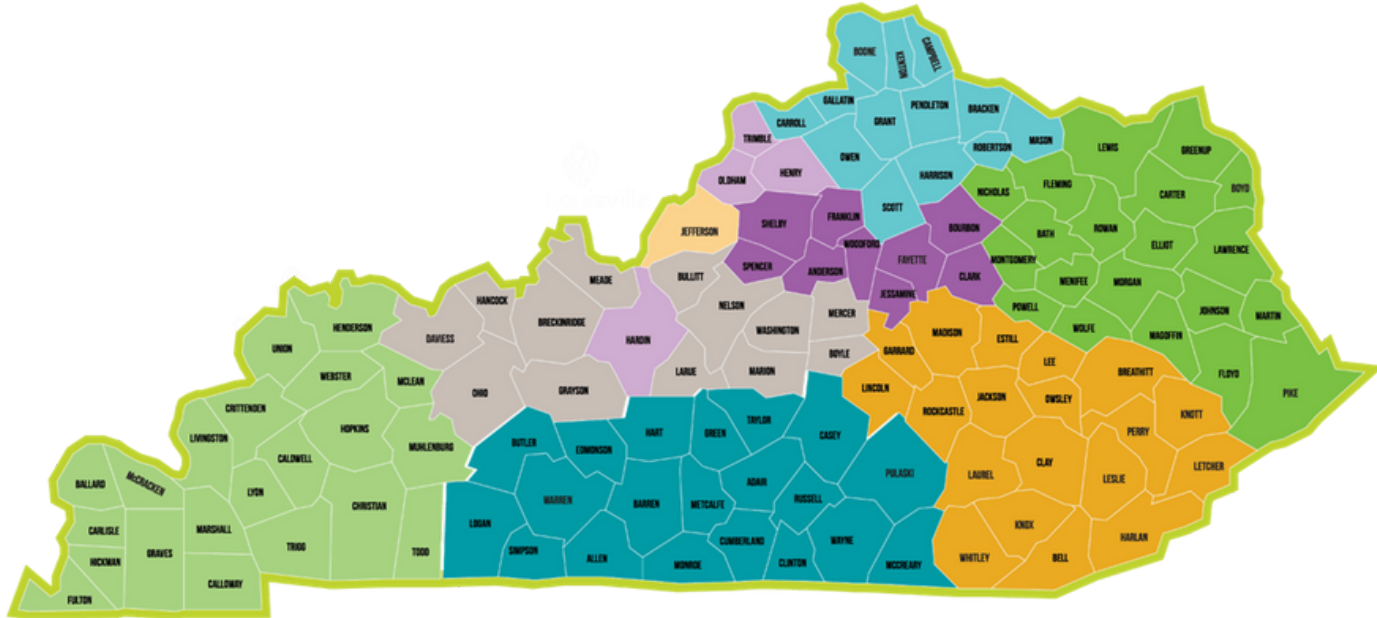 BOONE
KENTON
CAMPBELL
GALLATIN
CARROLL
GRANT
PENDLETON
BRACKEN
MASON
ROBERTSON
OWEN
HARRISON
SCOTT
TRIMBLE
HENRY
OLDHAM
JEFFERSON
SHELBY
FRANKLIN
WOODFORD
BOURBON
FAYETTE
SPENCER
ANDERSON
CLARK
JESSAMINE
LEWIS
GREENUP
NICHOLAS
FLEMING
CARTER
BOYD
BATH
ROWAN
ELLIOT
LAWRENCE
MONTGOMERY
MENIFEE
MORGAN
POWELL
WOLFE
MAGOFFIN
JOHNSON
MARTIN
FLOYD
PIKE
BULLITT
MEADE
HANCOCK
BRECKINRIDGE
NELSON
WASHINGTON
MERCER
DAVIESS
HARDIN
BOYLE
OHIO
GRAYSON
LARUE
MARION
HENDERSON
UNION
WEBSTER
MCLEAN
CRITTENDEN
LIVINGSTON
HOPKINS
MUHLENBURG
CALDWELL
LYON
CHRISTIAN
BALLARD
McCRACKEN
CARLISLE
GRAVES
MARSHALL
HICKMAN
TRIGG
TODD
FULTON
CALLOWAY
BUTLER
EDMONSON
HART
GREEN
TAYLOR
CASEY
PULASKI
WARREN
BARREN
METCALFE
ADAIR
RUSSELL
LOGAN
SIMPSON
ALLEN
MONROE
CUMBERLAND
CLINTON
WAYNE
MCCREARY
GARRARD
MADISON
ESTILL
LEE
BREATHITT
LINCOLN
ROCKCASTLE
JACKSON
OWSLEY
KNOTT
PERRY
LAUREL
CLAY
LESLIE
LETCHER
KNOX
HARLAN
WHITLEY
BELL